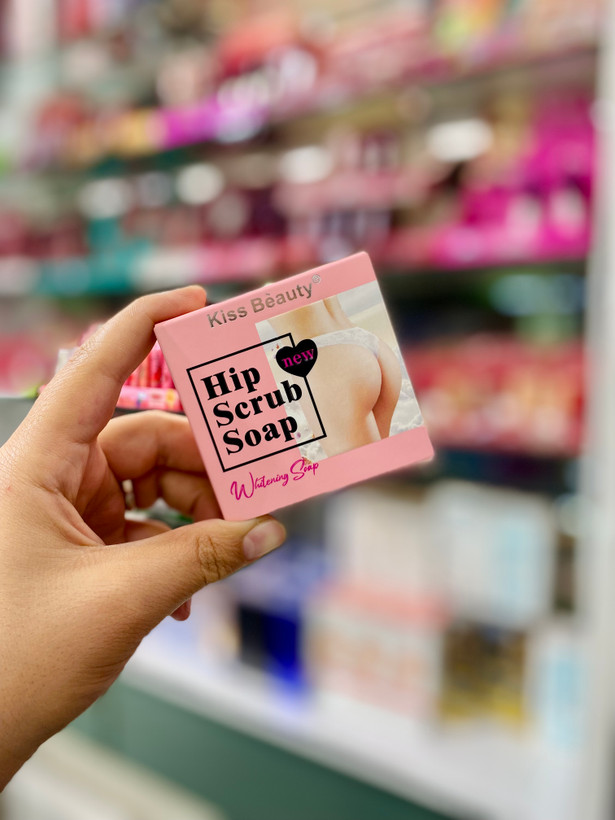 Kiss Beauty®
new
Hip
Scrub
Soap
Whitening Soap